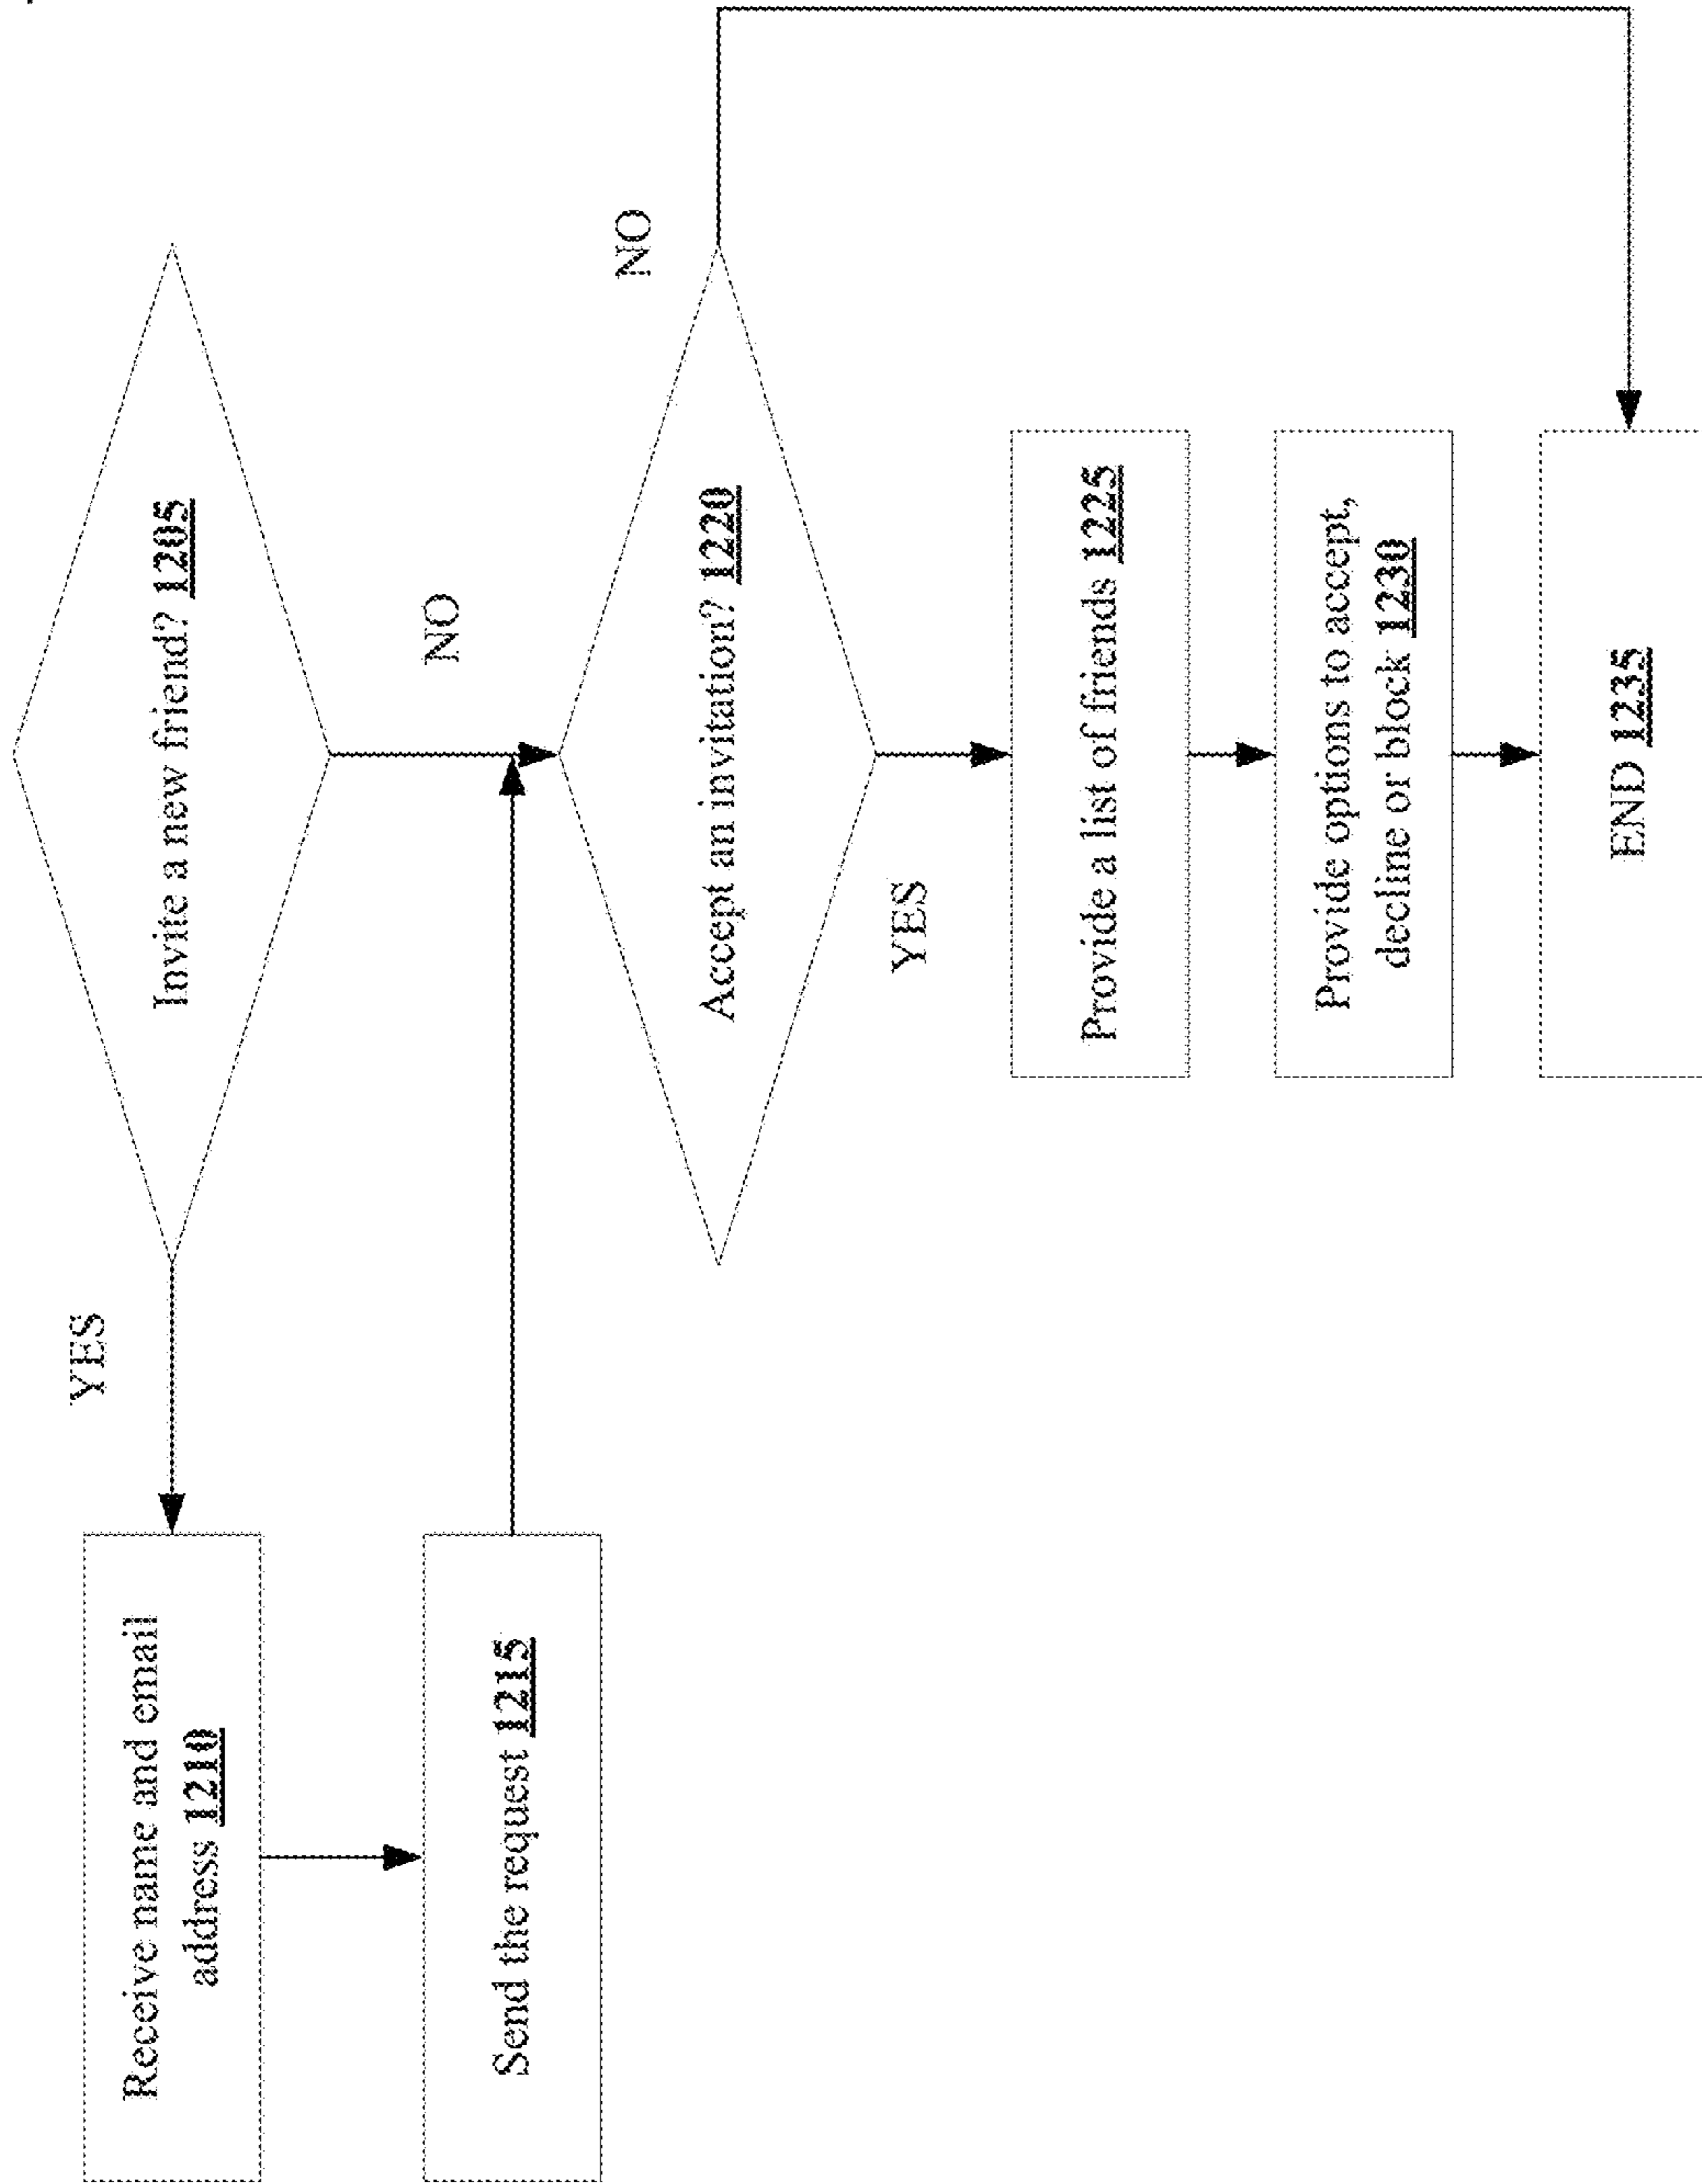 Invite a new friend? 1205
YES
Receive name and email
address 1210
NO
Send the request 1215
Accept an invitation? 1220
NO
YES
Provide a list of friends 1225
Provide options to accept,
decline or block 1230
END 1235